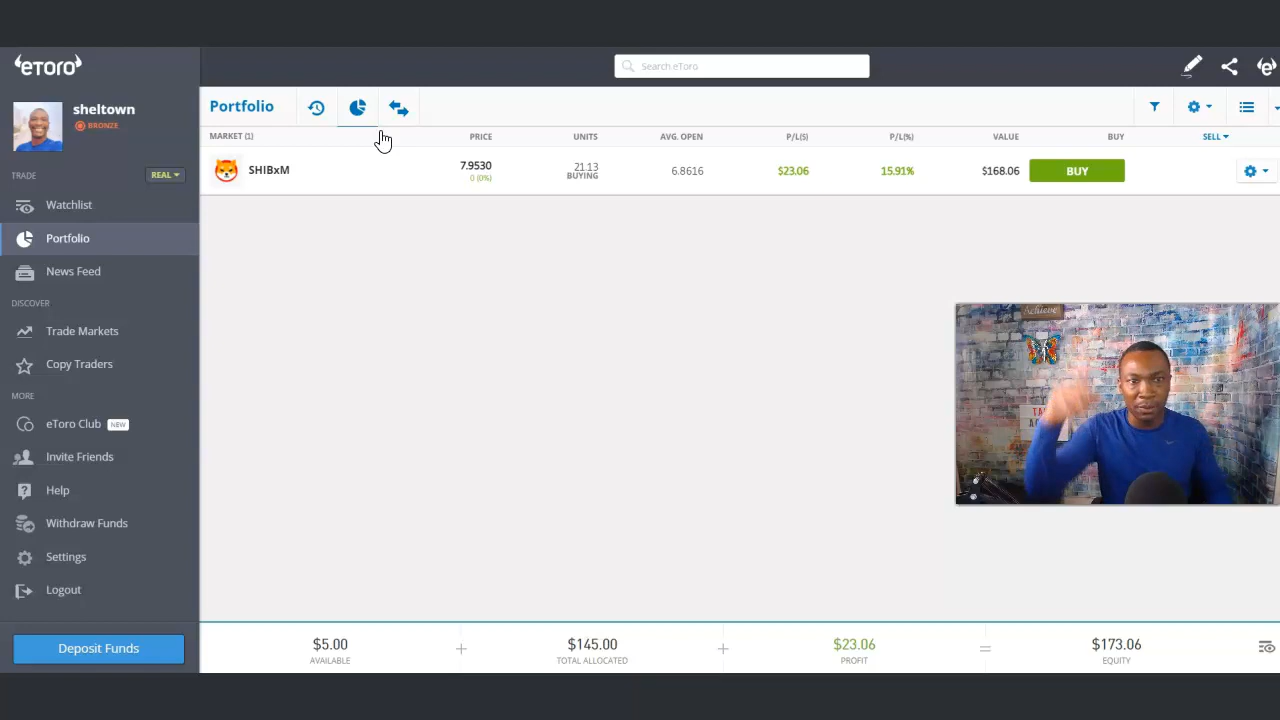 eToro
Search eToro
sheltown
BRONZE
TRADE
REAL
Watchlist
Portfolio
News Feed
DISCOVER
Trade Markets
Copy Traders
MORE
eToro Club NEW
Invite Friends
Help
Withdraw Funds
Settings
Logout
Deposit Funds
Portfolio
MARKET (1) PRICE UNITS AVG. OPEN P/L($) P/L(%) VALUE BUY SELL
SHIBxM 7.9530 21.13 6.8616 $23.06 15.91% $168.06 BUY
0 (0%) BUYING
Achieve
$5.00 + $145.00 + $23.06 = $173.06
AVAILABLE TOTAL ALLOCATED PROFIT EQUITY